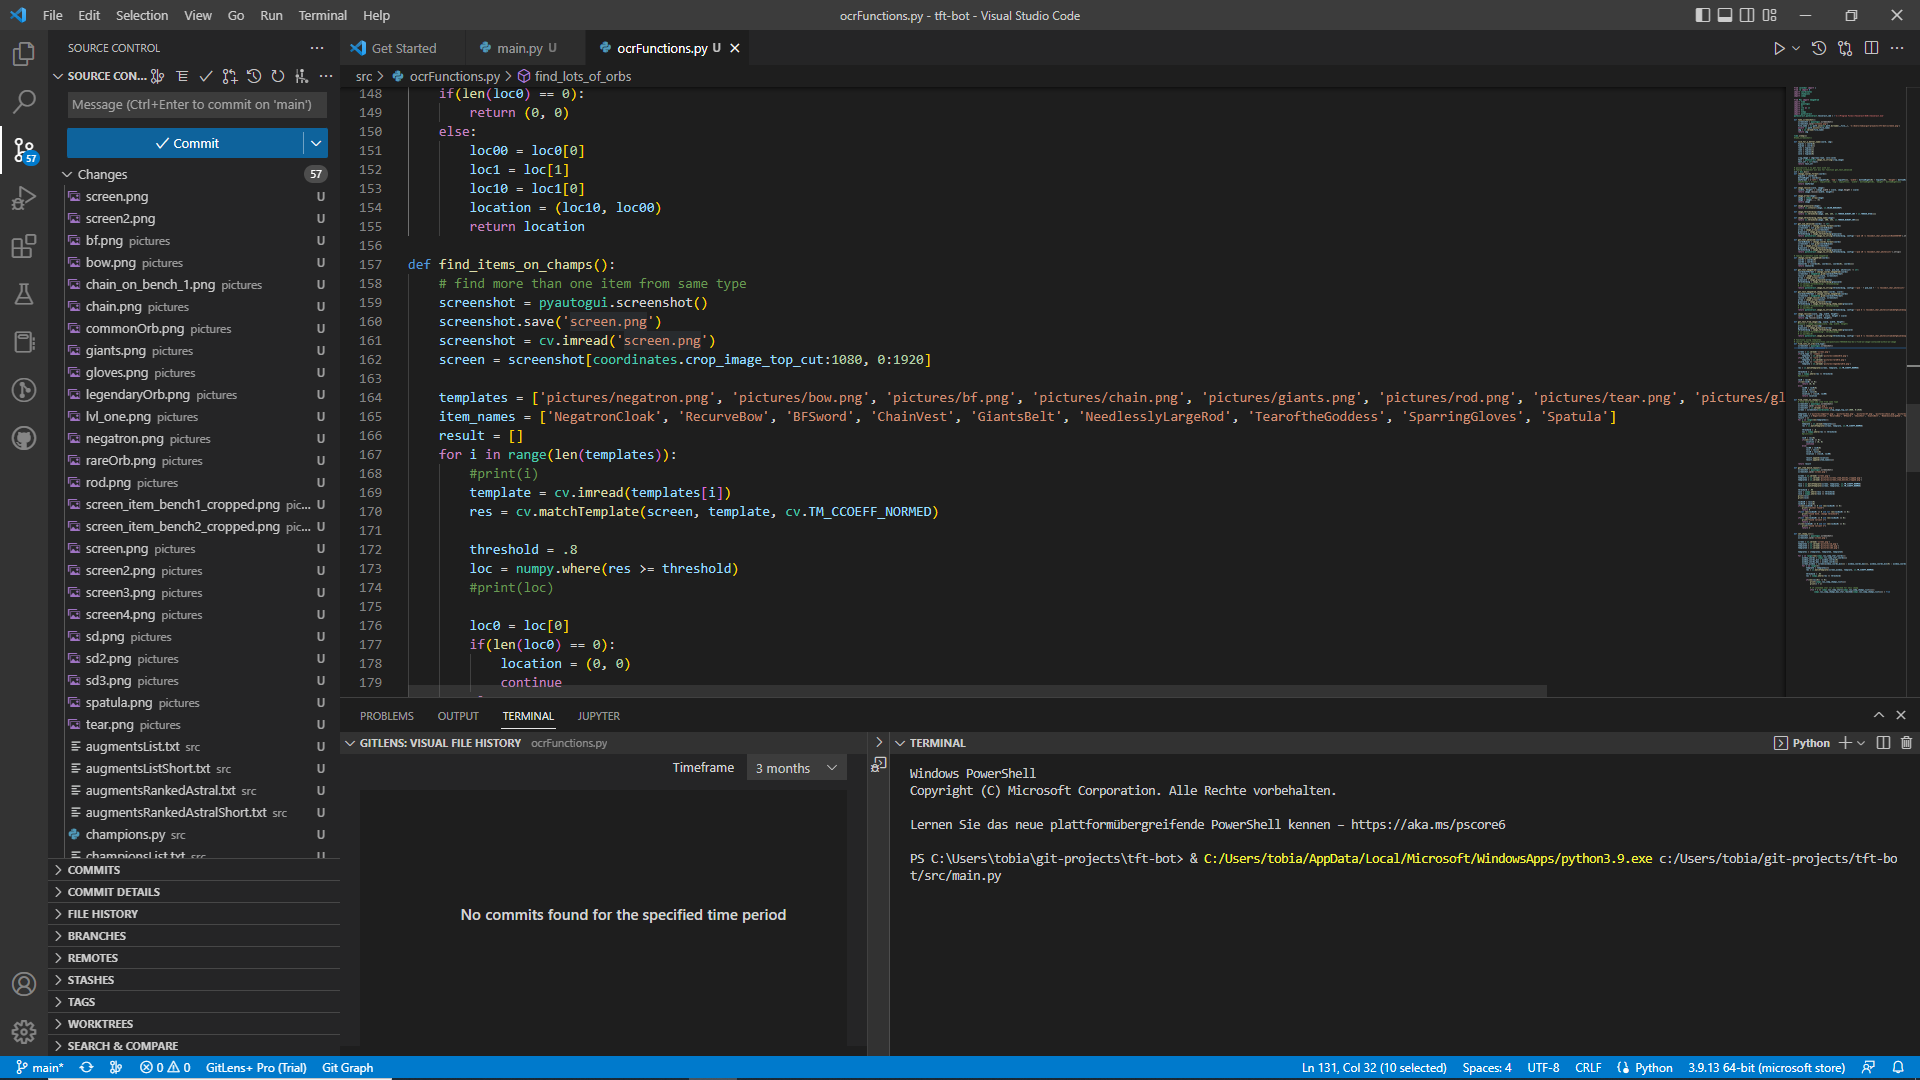 File Edit Selection View Go Run Terminal Help
ocrFunctions.py - tft-bot - Visual Studio Code
SOURCE CONTROL
Get Started
main.py U
ocrFunctions.py U
SOURCE CON...
src > ocrFunctions.py > find_lots_of_orbs
Message (Ctrl+Enter to commit on 'main')
Commit
Changes 57
57
screen.png U
screen2.png U
bf.png pictures U
bow.png pictures U
chain_on_bench_1.png pictures U
chain.png pictures U
commonOrb.png pictures U
giants.png pictures U
gloves.png pictures U
legendaryOrb.png pictures U
lvl_one.png pictures U
negatron.png pictures U
rareOrb.png pictures U
rod.png pictures U
screen_item_bench1_cropped.png pic... U
screen_item_bench2_cropped.png pic... U
screen.png pictures U
screen2.png pictures U
screen3.png pictures U
screen4.png pictures U
sd.png pictures U
sd2.png pictures U
sd3.png pictures U
spatula.png pictures U
tear.png pictures U
augmentsList.txt src U
augmentsListShort.txt src U
augmentsRankedAstral.txt src U
augmentsRankedAstralShort.txt src U
champions.py src U
championsList.txt src U
COMMITS
COMMIT DETAILS
FILE HISTORY
BRANCHES
REMOTES
STASHES
TAGS
WORKTREES
SEARCH & COMPARE
148 if(len(loc0) == 0):
149 return (0, 0)
150 else:
151 loc00 = loc0[0]
152 loc1 = loc[1]
153 loc10 = loc1[0]
154 location = (loc10, loc00)
155 return location
156
157 def find_items_on_champs():
158 # find more than one item from same type
159 screenshot = pyautogui.screenshot()
160 screenshot.save('screen.png')
161 screenshot = cv.imread('screen.png')
162 screen = screenshot[coordinates.crop_image_top_cut:1080, 0:1920]
163
164 templates = ['pictures/negatron.png', 'pictures/bow.png', 'pictures/bf.png', 'pictures/chain.png', 'pictures/giants.png', 'pictures/rod.png', 'pictures/tear.png', 'pictures/gl
165 item_names = ['NegatronCloak', 'RecurveBow', 'BFSword', 'ChainVest', 'GiantsBelt', 'NeedlesslyLargeRod', 'TearoftheGoddess', 'SparringGloves', 'Spatula']
166 result = []
167 for i in range(len(templates)):
168 #print(i)
169 template = cv.imread(templates[i])
170 res = cv.matchTemplate(screen, template, cv.TM_CCOEFF_NORMED)
171
172 threshold = .8
173 loc = numpy.where(res >= threshold)
174 #print(loc)
175
176 loc0 = loc[0]
177 if(len(loc0) == 0):
178 location = (0, 0)
179 continue
PROBLEMS OUTPUT TERMINAL JUPYTER
GITLENS: VISUAL FILE HISTORY ocrFunctions.py
Timeframe 3 months
No commits found for the specified time period
TERMINAL
Python
Windows PowerShell
Copyright (C) Microsoft Corporation. Alle Rechte vorbehalten.
Lernen Sie das neue plattformübergreifende PowerShell kennen – https://aka.ms/pscore6
PS C:\Users\tobia\git-projects\tft-bot> & C:/Users/tobia/AppData/Local/Microsoft/WindowsApps/python3.9.exe c:/Users/tobia/git-projects/tft-bo
t/src/main.py
main* 0 0 GitLens+ Pro (Trial) Git Graph
Ln 131, Col 32 (10 selected) Spaces: 4 UTF-8 CRLF Python 3.9.13 64-bit (microsoft store)